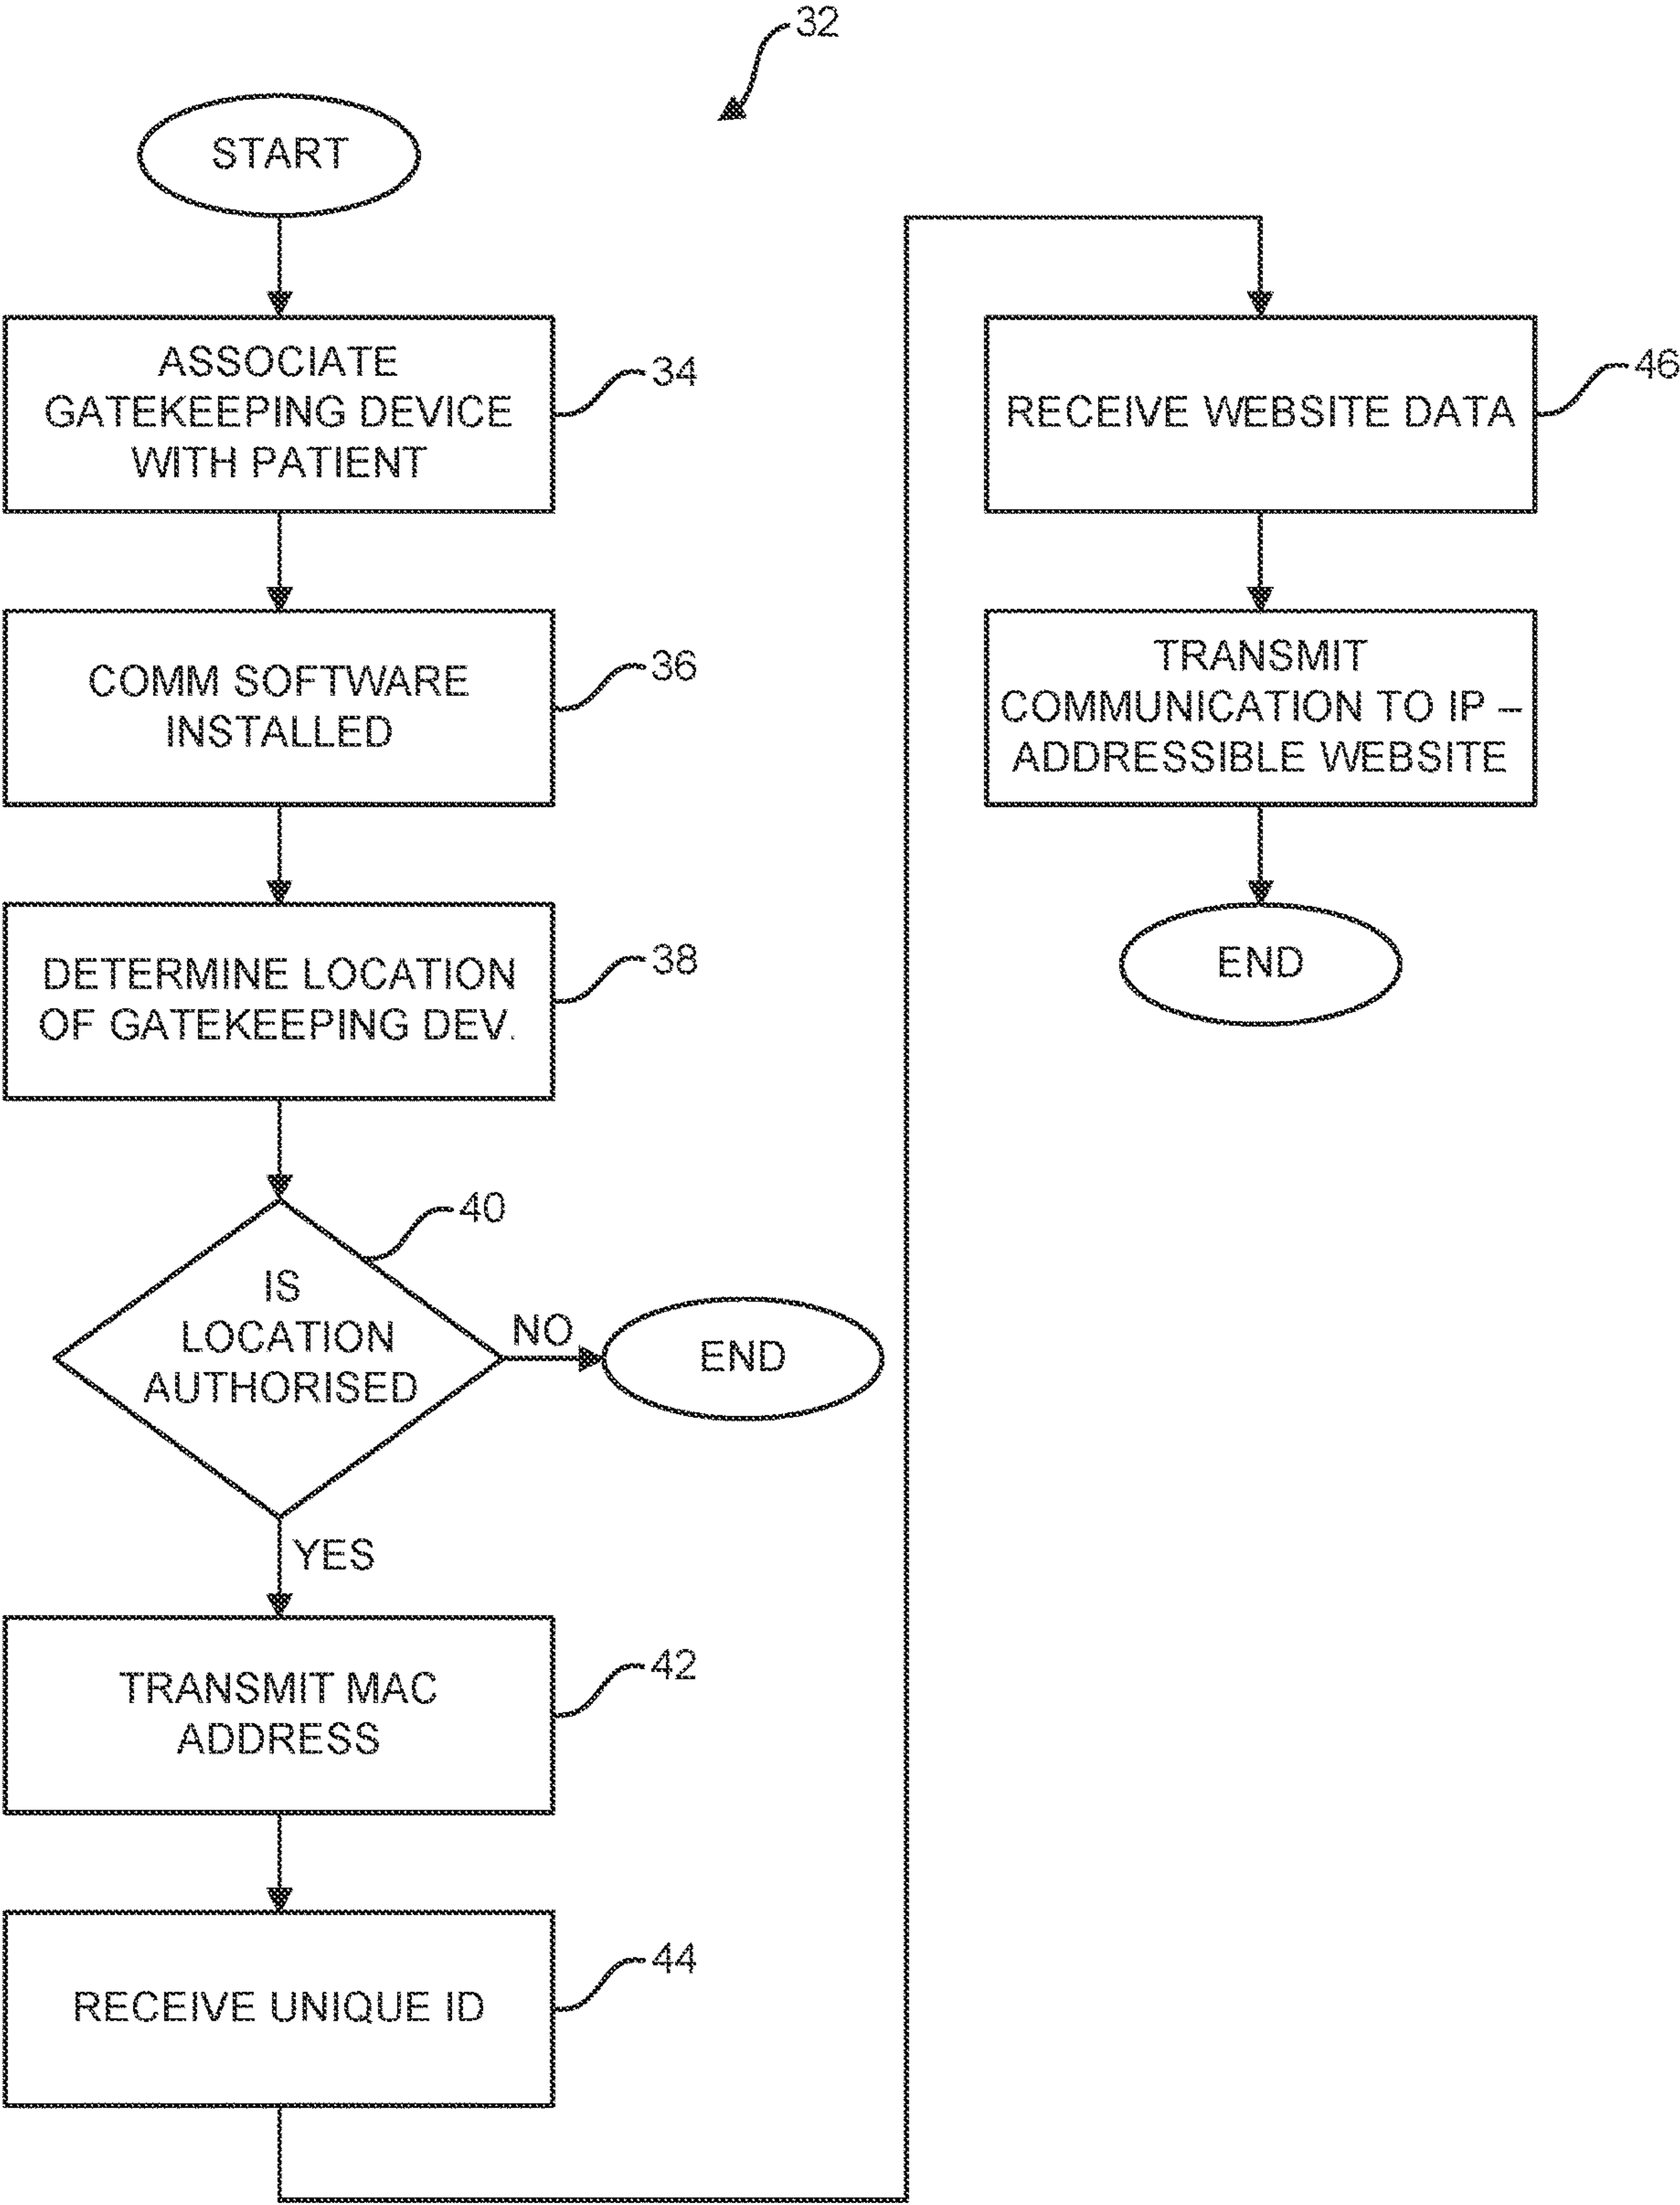 32
START
ASSOCIATE
GATEKEEPING DEVICE
WITH PATIENT
34
COMM SOFTWARE
INSTALLED
36
DETERMINE LOCATION
OF GATEKEEPING DEV.
38
IS
LOCATION
AUTHORISED
40
NO
END
YES
TRANSMIT MAC
ADDRESS
42
RECEIVE UNIQUE ID
44
RECEIVE WEBSITE DATA
46
TRANSMIT
COMMUNICATION TO IP –
ADDRESSIBLE WEBSITE
END